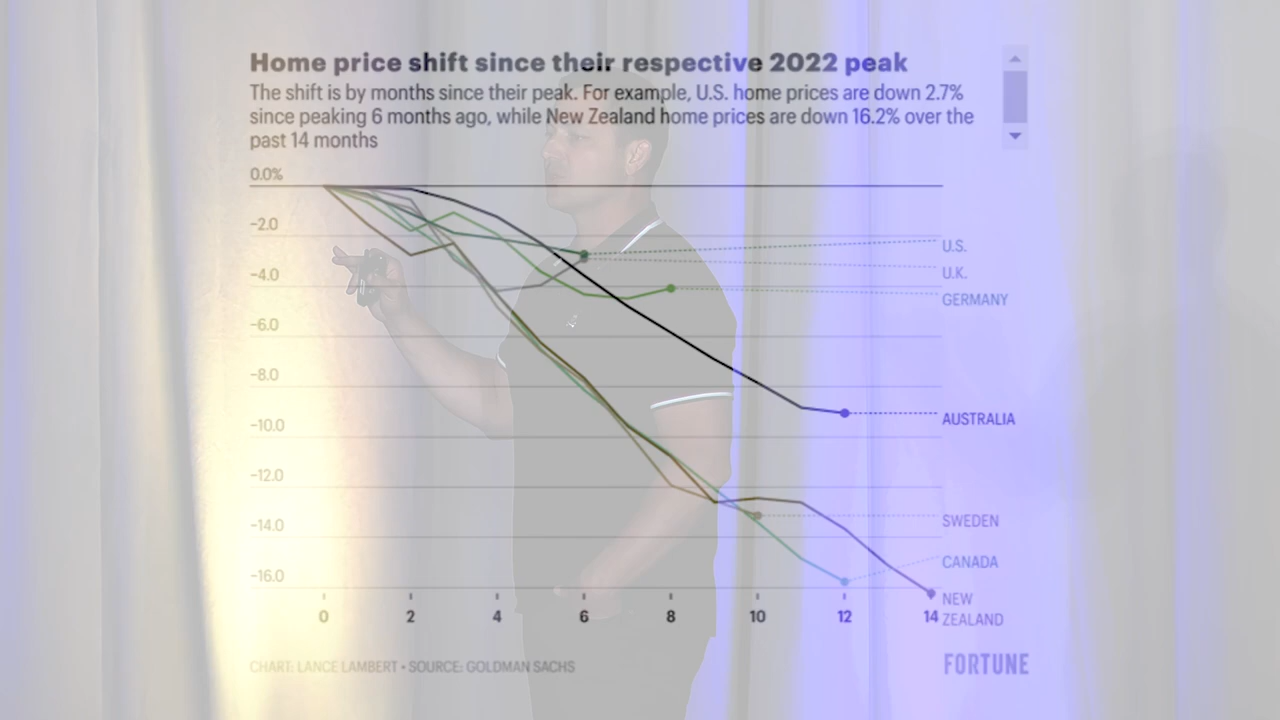 Home price shift since their respective 2022 peak
The shift is by months since their peak. For example, U.S. home prices are down 2.7%
since peaking 6 months ago, while New Zealand home prices are down 16.2% over the
past 14 months
0.0%
−2.0
−4.0
−6.0
−8.0
−10.0
−12.0
−14.0
−16.0
U.S.
U.K.
GERMANY
AUSTRALIA
SWEDEN
CANADA
NEW
ZEALAND
0 2 4 6 8 10 12 14
CHART: LANCE LAMBERT • SOURCE: GOLDMAN SACHS
FORTUNE